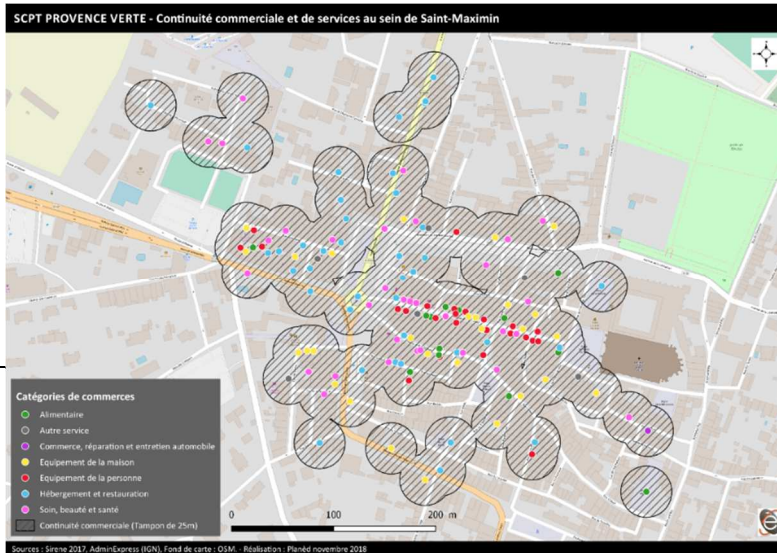 SCPT PROVENCE VERTE - Continuité commerciale et de services au sein de Saint-Maximin
Catégories de commerces
Alimentaire
Autre service
Commerce, réparation et entretien automobile
Equipement de la maison
Equipement de la personne
Hébergement et restauration
Soin, beauté et santé
Continuité commerciale (Tampon de 25m)
0 100 200 m
Sources : Sirene 2017, AdminExpress (IGN), Fond de carte : OSM. - Réalisation : Planèd novembre 2018